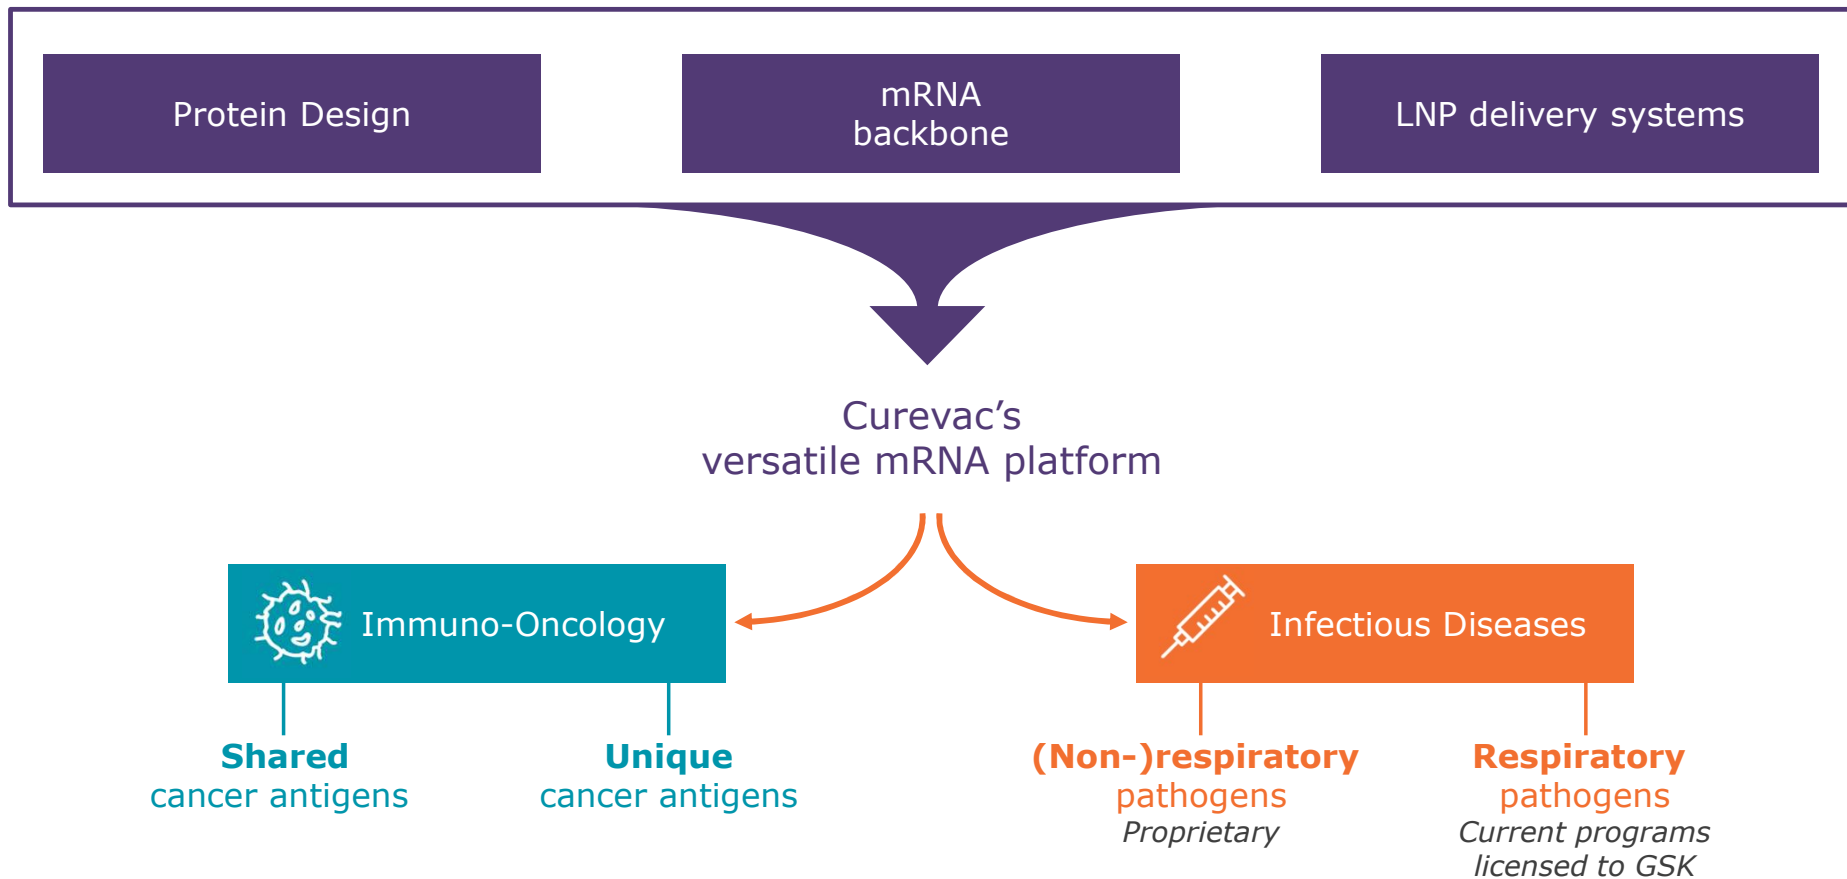 Protein Design
mRNA
backbone
LNP delivery systems
Curevac’s
versatile mRNA platform
Immuno-Oncology
Infectious Diseases
Shared
cancer antigens
Unique
cancer antigens
(Non-)respiratory
pathogens
Proprietary
Respiratory
pathogens
Current programs
licensed to GSK